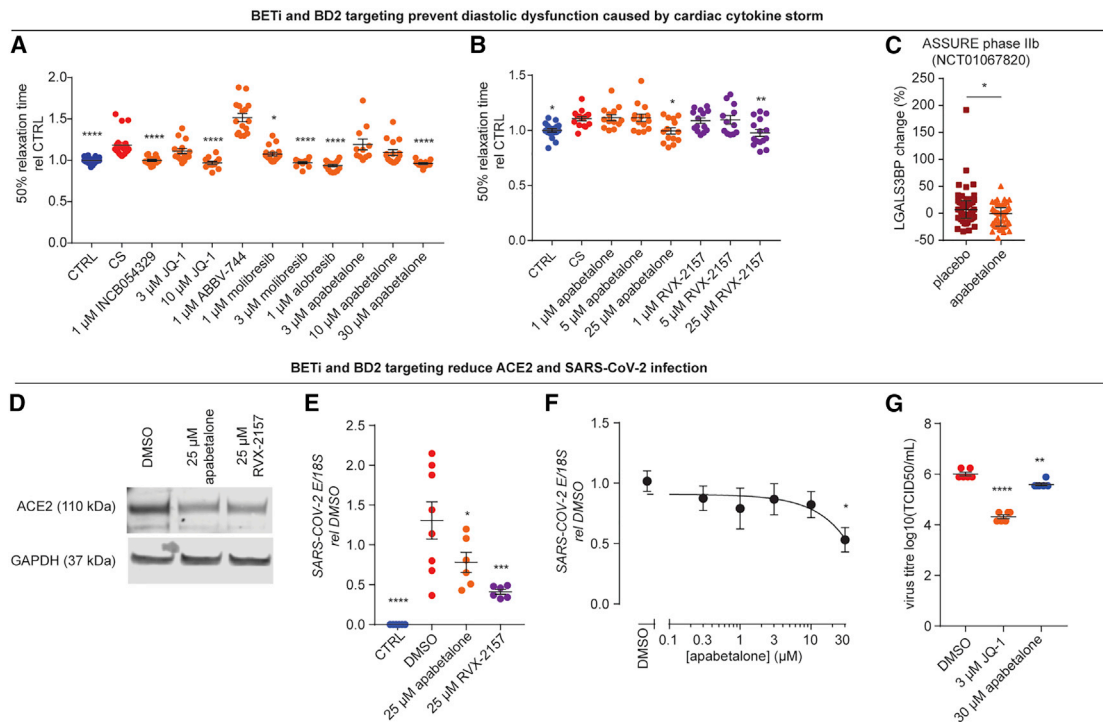 BETi and BD2 targeting prevent diastolic dysfunction caused by cardiac cytokine storm
A
50% relaxation time
rel CTRL
2.0
1.5
1.0
0.5
0.0
****
****
****
*
****
****
****
CTRL
CS
1 µM INCB054329
3 µM JQ-1
10 µM JQ-1
1 µM ABBV-744
1 µM molibresib
3 µM molibresib
1 µM alobresib
3 µM apabetalone
10 µM apabetalone
30 µM apabetalone
B
50% relaxation time
rel CTRL
1.5
1.0
0.5
0.0
*
*
**
CTRL
CS
1 µM apabetalone
5 µM apabetalone
25 µM apabetalone
1 µM RVX-2157
5 µM RVX-2157
25 µM RVX-2157
C
ASSURE phase IIb
(NCT01067820)
LGALS3BP change (%)
250
200
150
100
50
0
-50
*
placebo
apabetalone
BETi and BD2 targeting reduce ACE2 and SARS-CoV-2 infection
D
DMSO
25 µM
apabetalone
25 µM
RVX-2157
ACE2 (110 kDa)
GAPDH (37 kDa)
E
SARS-COV-2 E/18S
rel DMSO
2.5
2.0
1.5
1.0
0.5
0.0
****
*
***
CTRL
DMSO
25 µM apabetalone
25 µM RVX-2157
F
SARS-COV-2 E/18S
rel DMSO
1.5
1.0
0.5
0.0
*
DMSO
0.1
0.3
1
3
10
30
[apabetalone] (µM)
G
virus titre log10(TCID50/mL)
8
6
4
2
0
****
**
DMSO
3 µM JQ-1
30 µM apabetalone